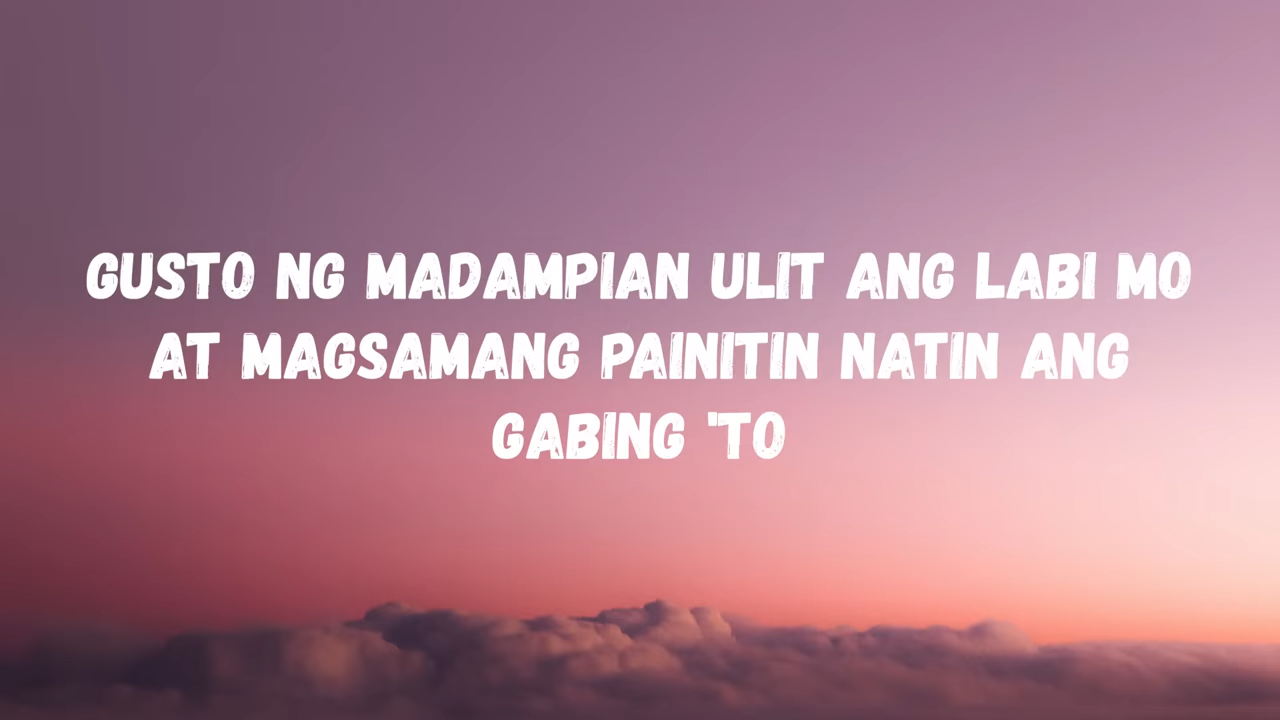 GUSTO NG MADAMPIAN ULIT ANG LABI MO
AT MAGSAMANG PAINITIN NATIN ANG
GABING 'TO